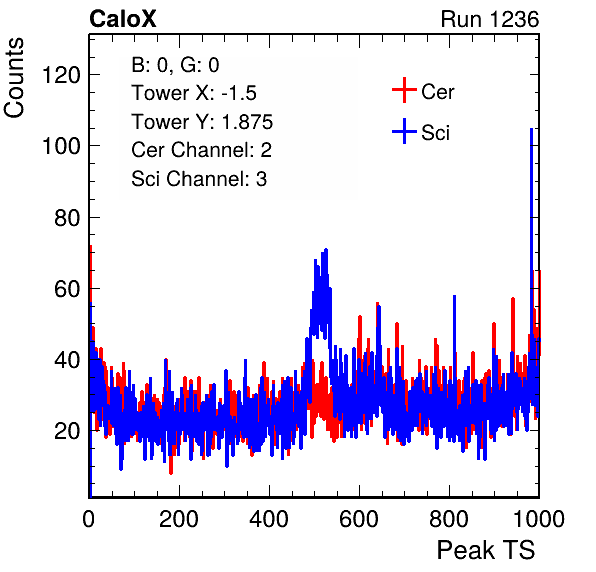 CaloX Run 1236
Counts
B: 0, G: 0
Tower X: -1.5
Tower Y: 1.875
Cer Channel: 2
Sci Channel: 3
Cer
Sci
120
100
80
60
40
20
0 200 400 600 800 1000
Peak TS